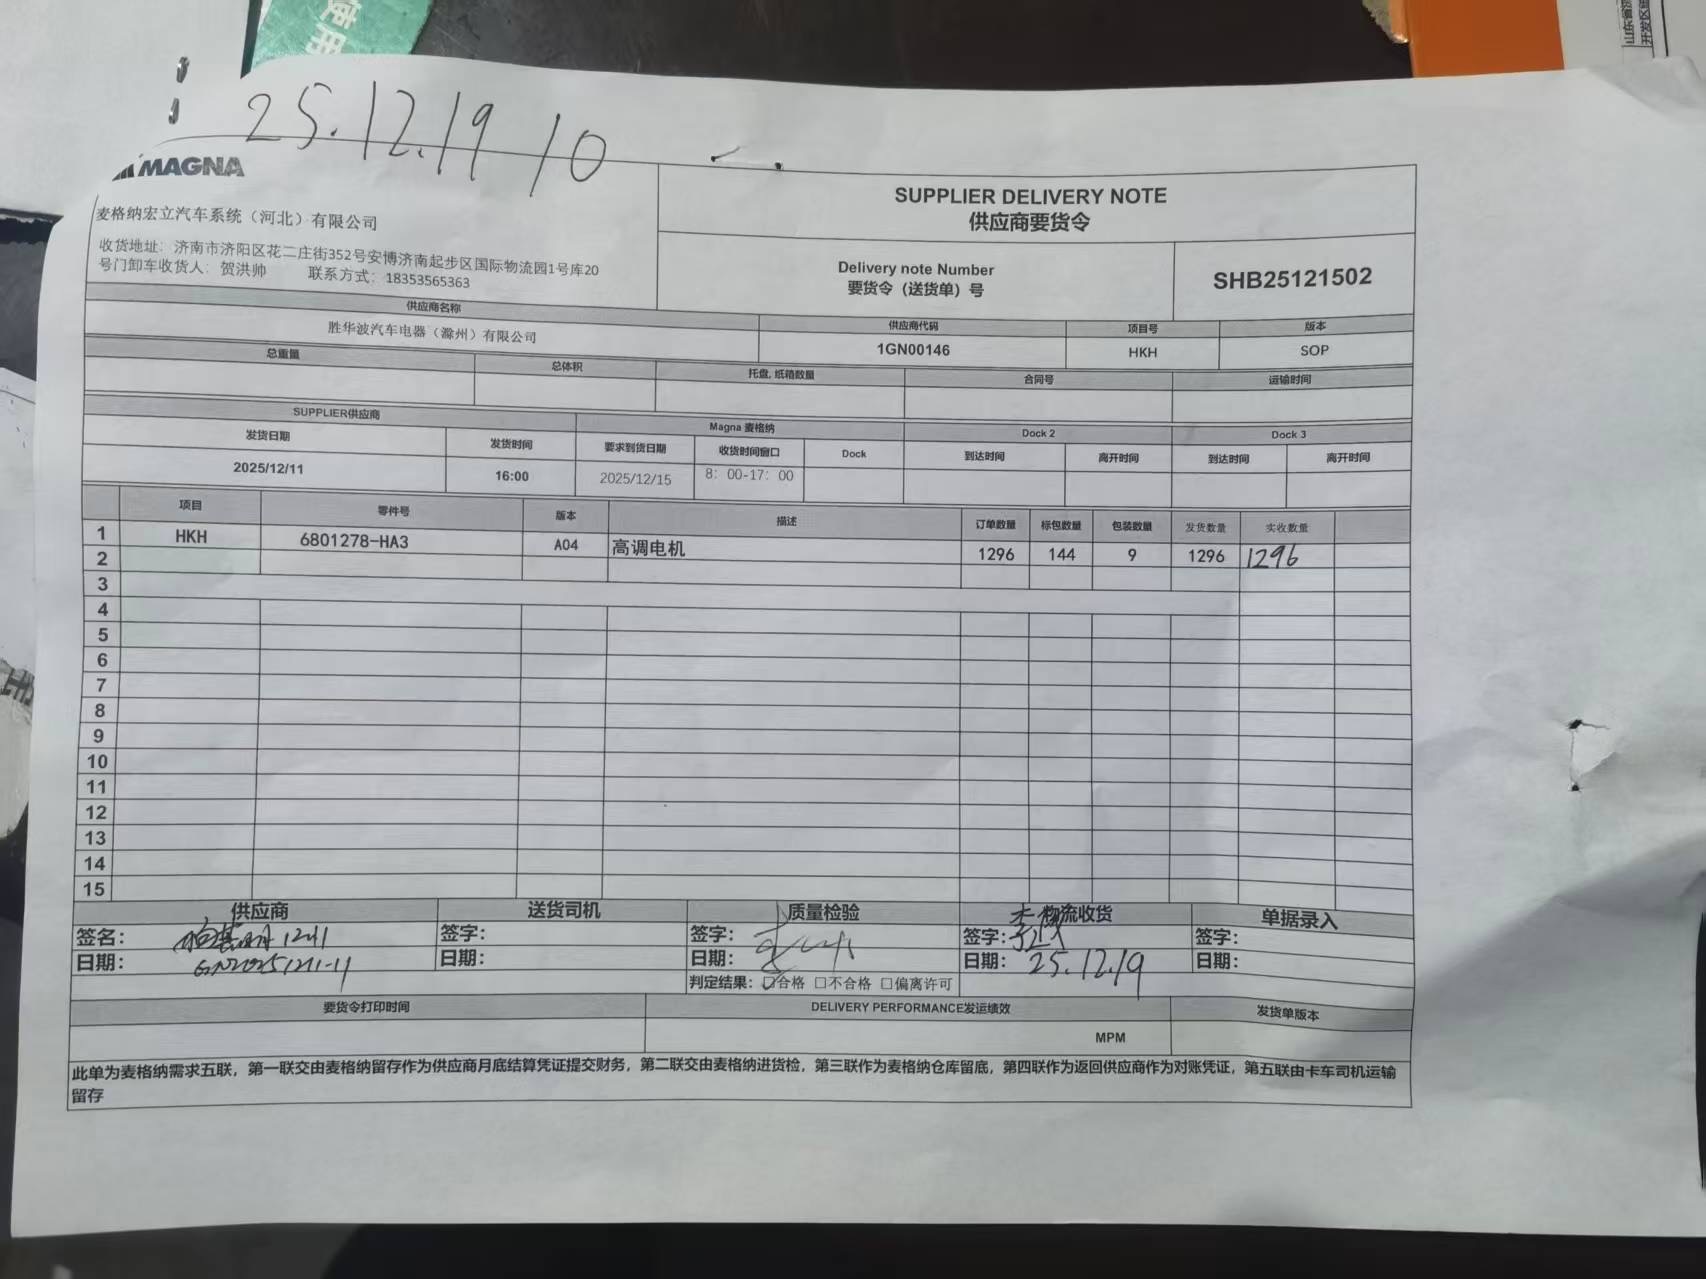 使用
山东省济
开发区街
25.12.19 10
MAGNA
麦格纳宏立汽车系统（河北）有限公司
收货地址：济南市济阳区花二庄街352号安博济南起步区国际物流园1号库20
号门卸车收货人：贺洪帅 联系方式：18353565363
SUPPLIER DELIVERY NOTE
供应商要货令
Delivery note Number
要货令（送货单）号
SHB25121502
供应商名称 供应商代码 项目号 版本
胜华波汽车电器（滁州）有限公司 1GN00146 HKH SOP
总重量 总体积 托盘, 纸箱数量 合同号 运输时间
SUPPLIER供应商 Magna 麦格纳 Dock 2 Dock 3
发货日期 发货时间 要求到货日期 收货时间窗口 Dock 到达时间 离开时间 到达时间 离开时间
2025/12/11 16:00 2025/12/15 8：00-17：00
项目 零件号 版本 描述 订单数量 标包数量 包装数量 发货数量 实收数量
1 HKH 6801278-HA3 A04 高调电机 1296 144 9 1296 1296
2
3
4
5
6
7
8
9
10
11
12
13
14
15
供应商 送货司机 质量检验 物流收货 单据录入
签名： 1211 签字： 签字： 签字： 签字：
日期： 日期： 日期： 日期：25.12.19 日期：
判定结果：☑合格 □不合格 □偏离许可
要货令打印时间 DELIVERY PERFORMANCE发运绩效 发货单版本
MPM
此单为麦格纳需求五联，第一联交由麦格纳留存作为供应商月底结算凭证提交财务，第二联交由麦格纳进货检，第三联作为麦格纳仓库留底，第四联作为返回供应商作为对账凭证，第五联由卡车司机运输
留存